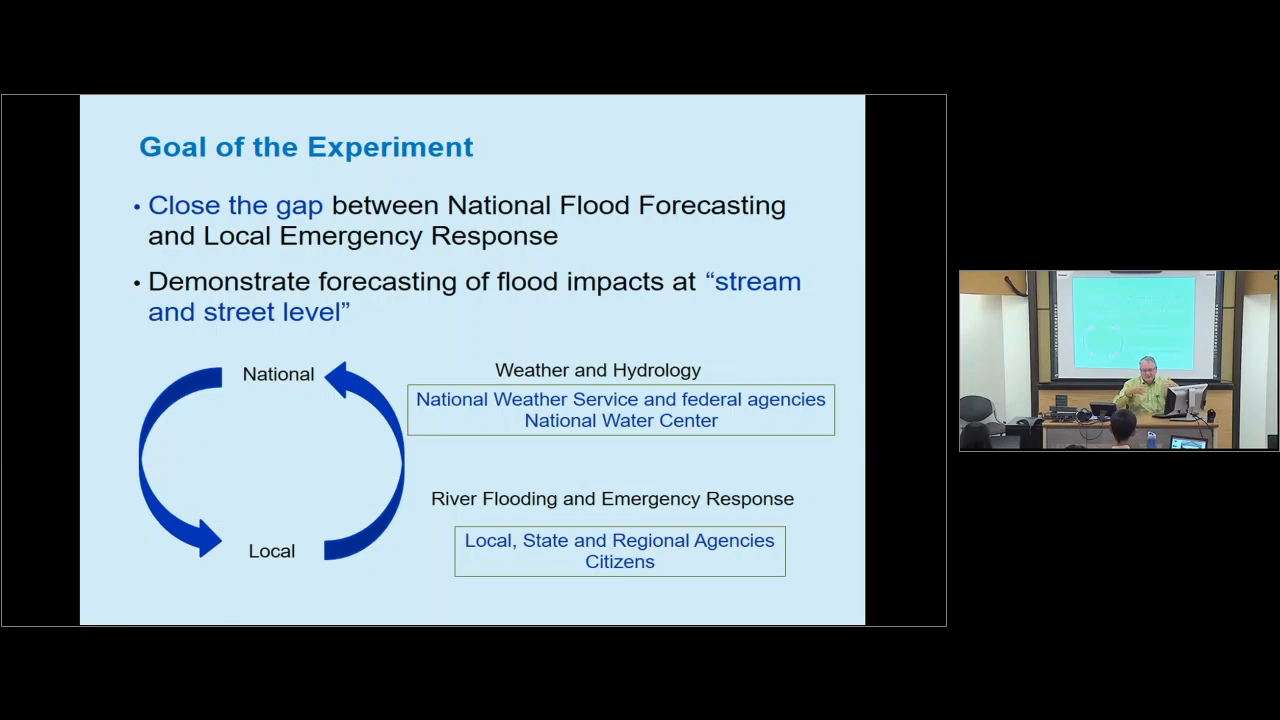 Goal of the Experiment
• Close the gap between National Flood Forecasting
and Local Emergency Response
• Demonstrate forecasting of flood impacts at “stream
and street level”
National
Weather and Hydrology
National Weather Service and federal agencies
National Water Center
River Flooding and Emergency Response
Local
Local, State and Regional Agencies
Citizens